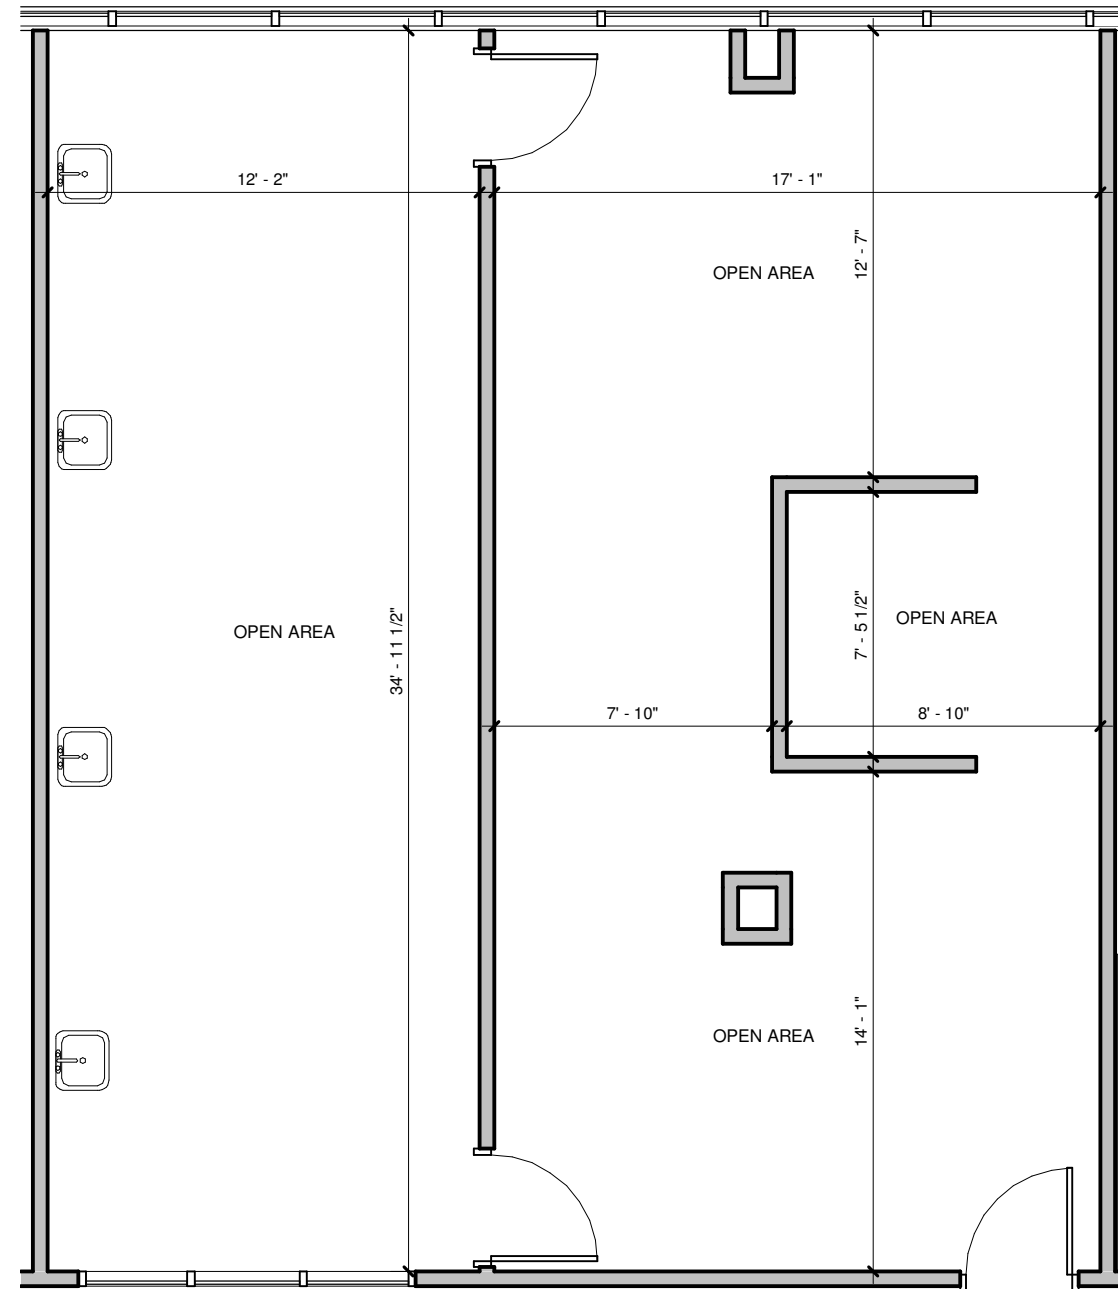 12' - 2"
17' - 1"
12' - 7"
OPEN AREA
34' - 11 1/2"
OPEN AREA
7' - 5 1/2"
OPEN AREA
7' - 10"
8' - 10"
14' - 1"
OPEN AREA